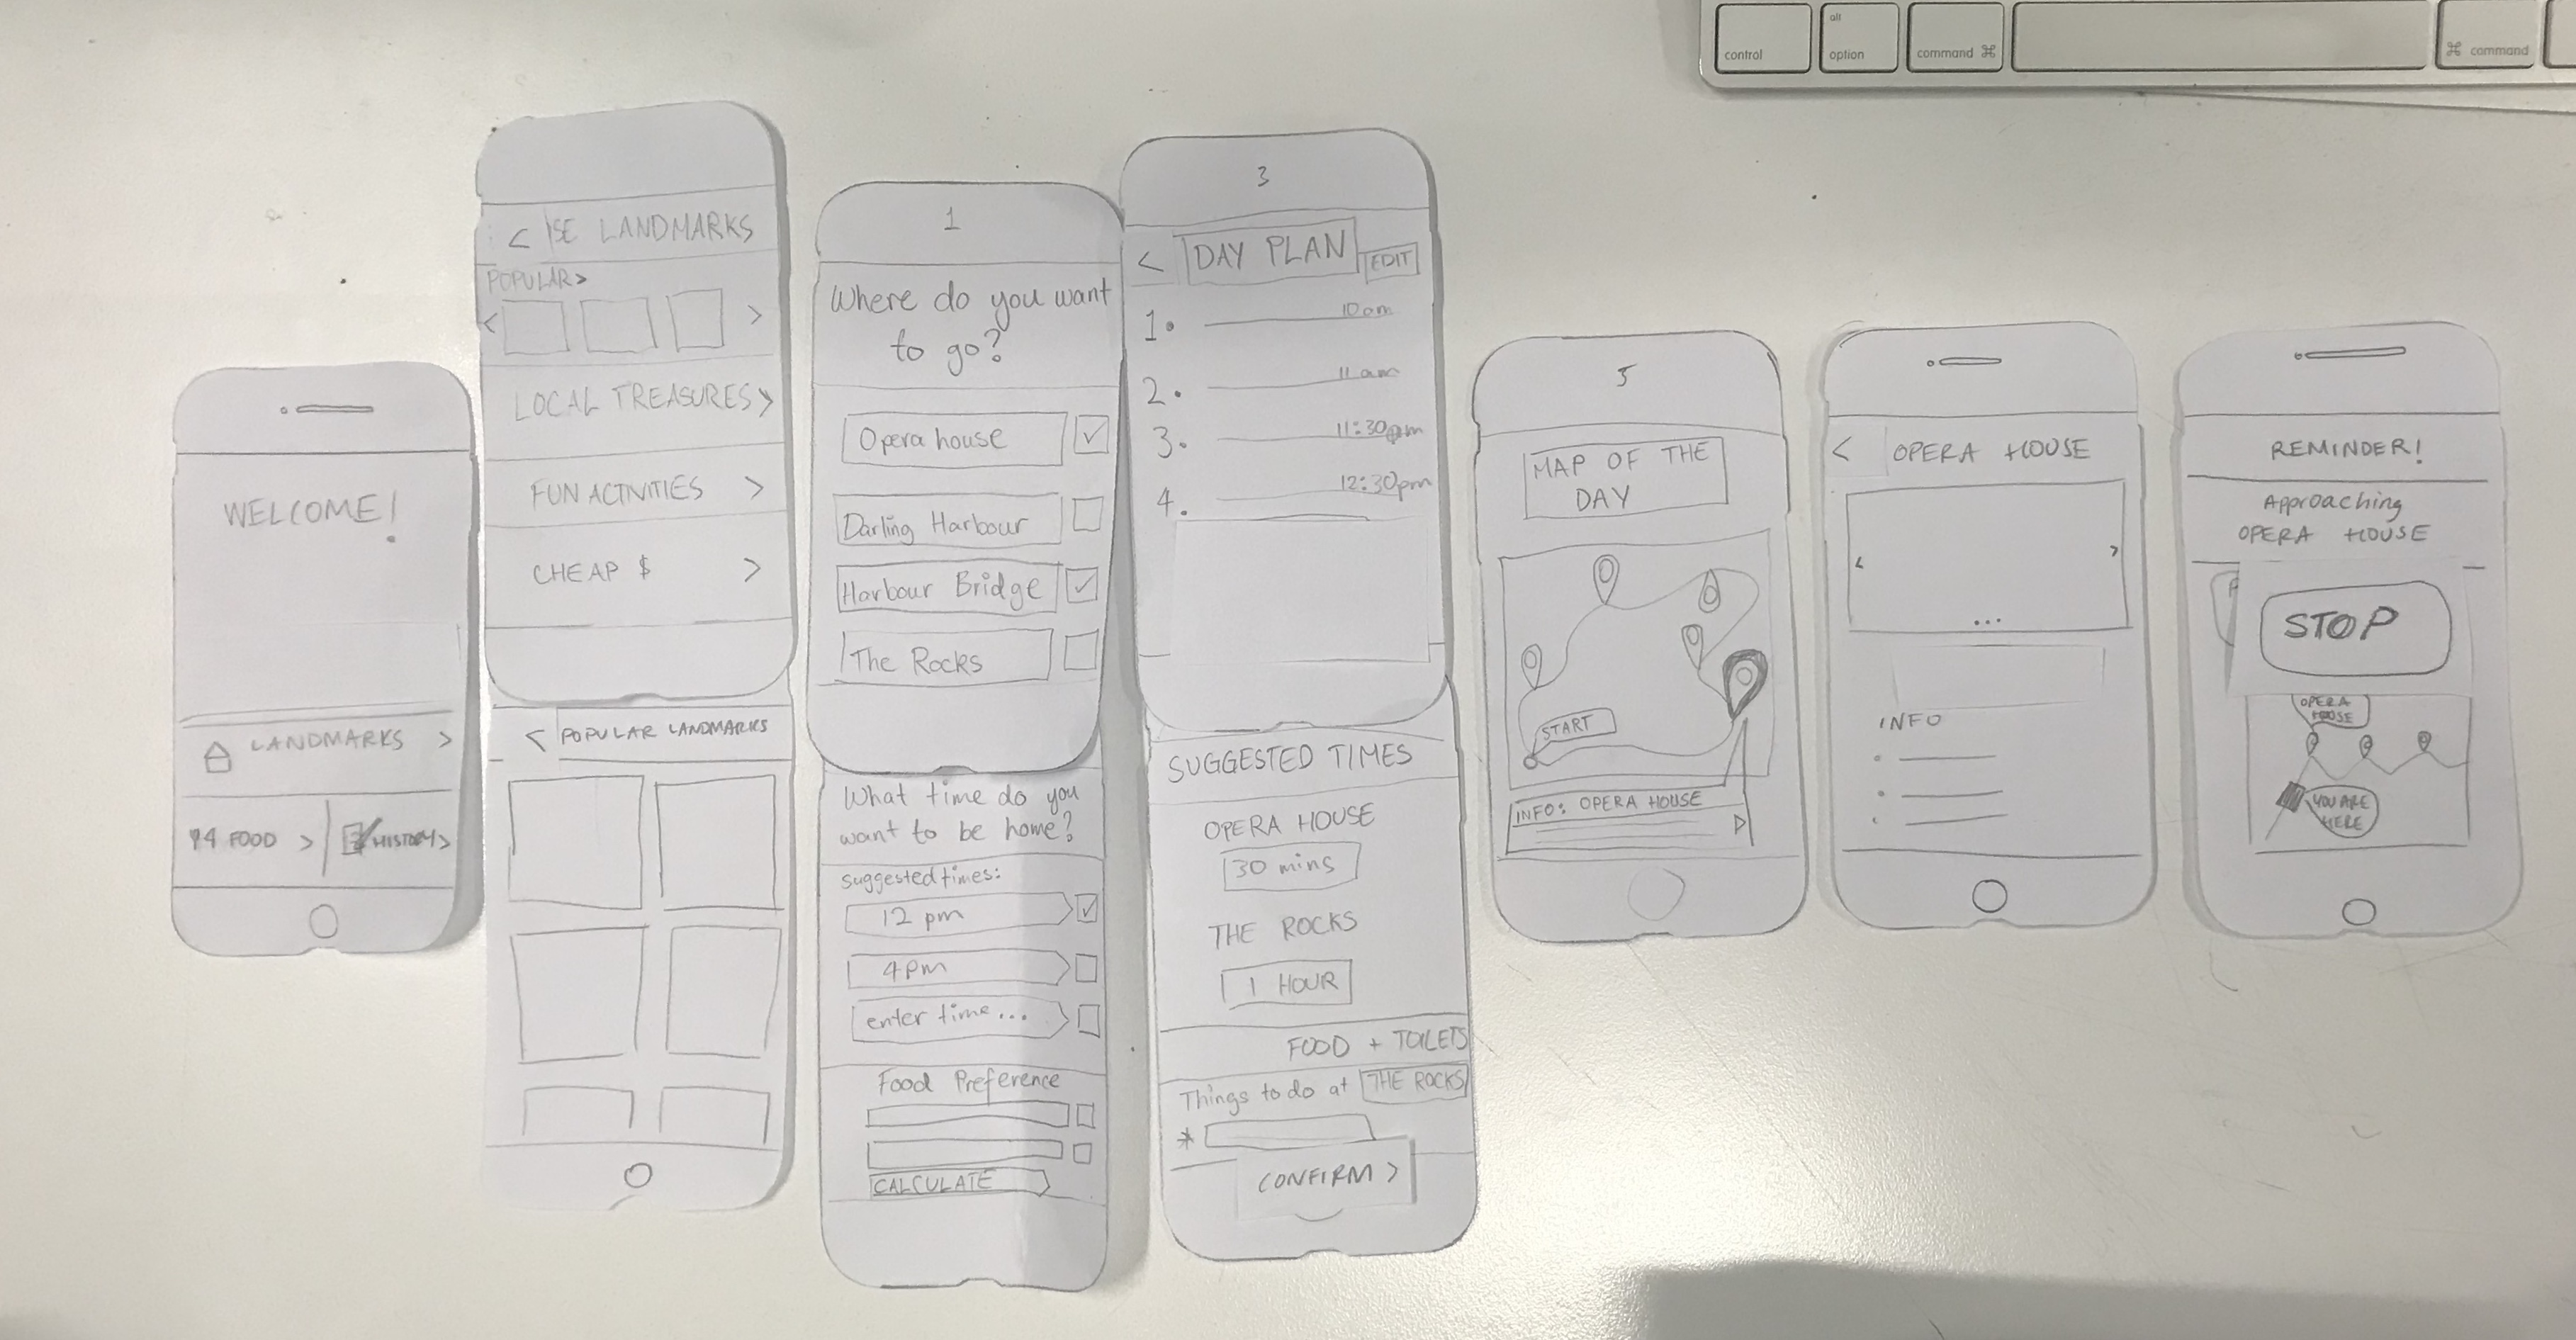 control
alt
option
command ⌘
⌘ command
WELCOME!
LANDMARKS >
FOOD >
HISTORY >
< ISE LANDMARKS
POPULAR >
< >
LOCAL TREASURES >
FUN ACTIVITIES >
CHEAP $ >
< POPULAR LANDMARKS
1
Where do you want
to go?
Opera house
Darling Harbour
Harbour Bridge
The Rocks
What time do you
want to be home?
Suggested times:
12 pm
4pm
enter time...
Food Preference
CALCULATE
3
< DAY PLAN EDIT
1. 10am
2. 11am
3. 11:30pm
4. 12:30pm
SUGGESTED TIMES
OPERA HOUSE
30 mins
THE ROCKS
1 HOUR
FOOD + TOILETS
Things to do at THE ROCKS
*
CONFIRM >
5
MAP OF THE
DAY
START
INFO: OPERA HOUSE
< OPERA HOUSE
< >
...
INFO
REMINDER!
Approaching
OPERA HOUSE
STOP
OPERA
HOUSE
YOU ARE
HERE